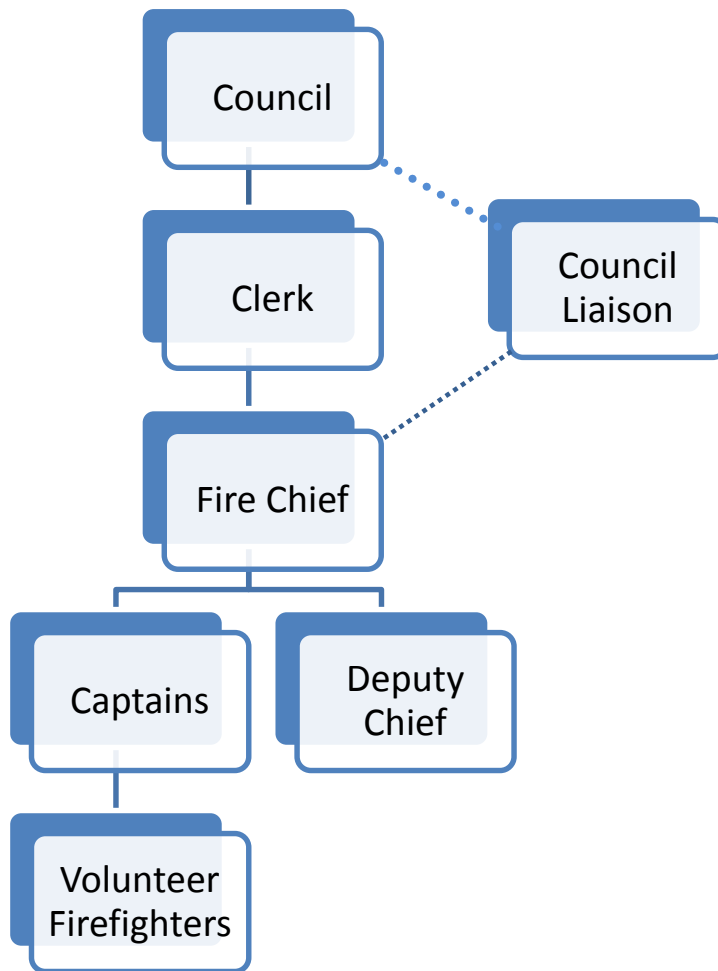 Council
Clerk
Council
Liaison
Fire Chief
Captains
Deputy
Chief
Volunteer
Firefighters